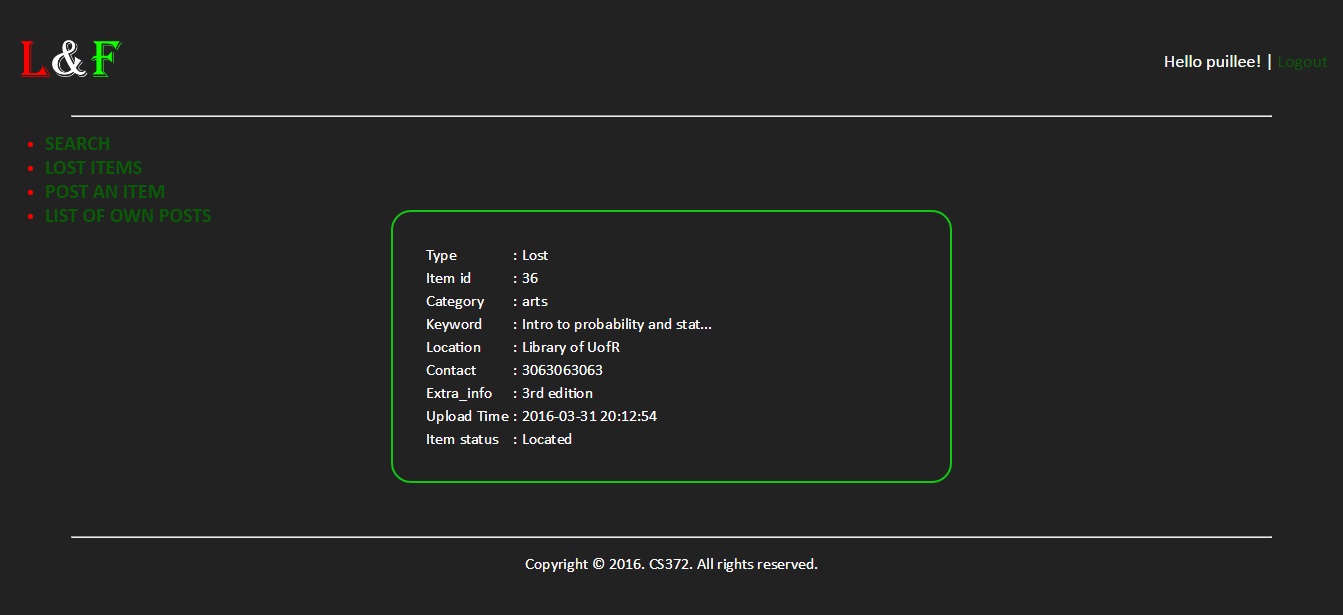 L&F
Hello puillee! | Logout
SEARCH
LOST ITEMS
POST AN ITEM
LIST OF OWN POSTS
Type : Lost
Item id : 36
Category : arts
Keyword : Intro to probability and stat...
Location : Library of UofR
Contact : 3063063063
Extra_info : 3rd edition
Upload Time : 2016-03-31 20:12:54
Item status : Located
Copyright © 2016. CS372. All rights reserved.